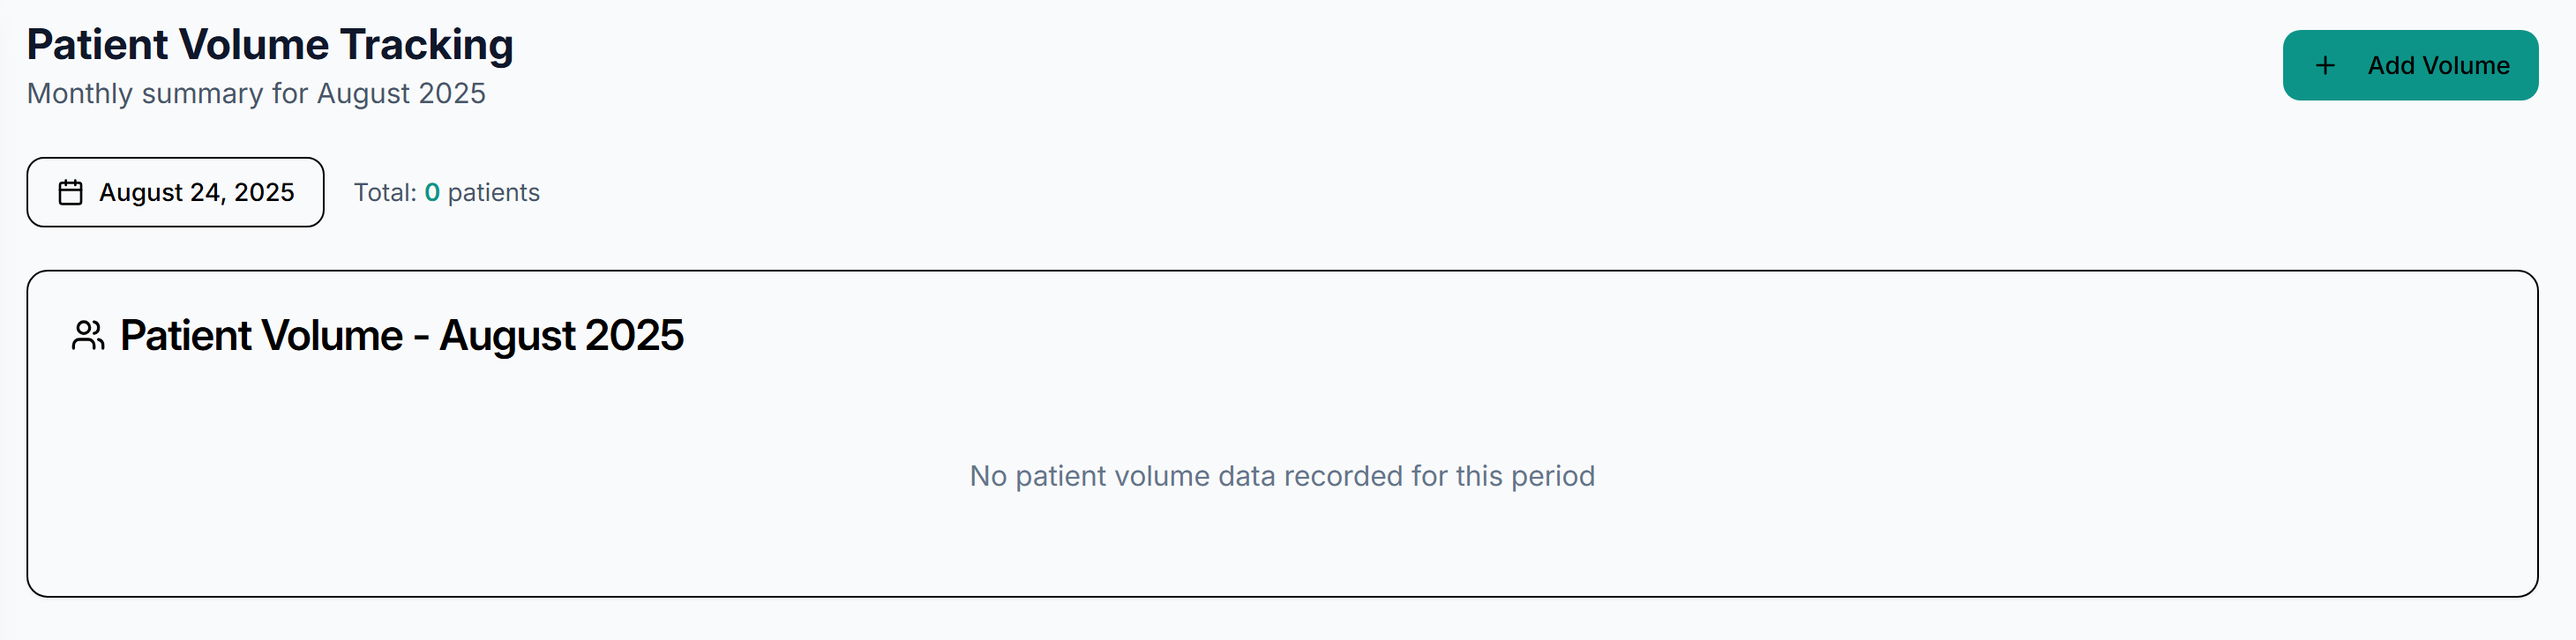 Patient Volume Tracking
Monthly summary for August 2025
+ Add Volume
August 24, 2025
Total: 0 patients
Patient Volume - August 2025
No patient volume data recorded for this period